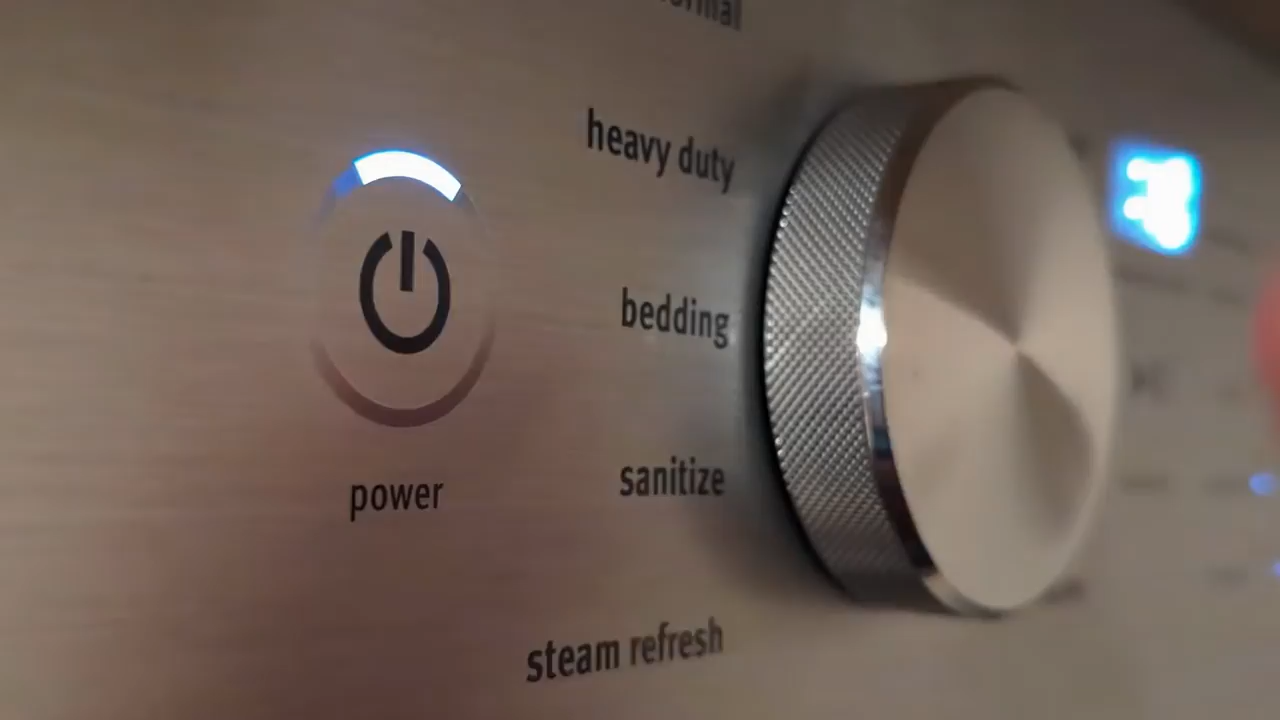 heavy duty
bedding
sanitize
power
steam refresh